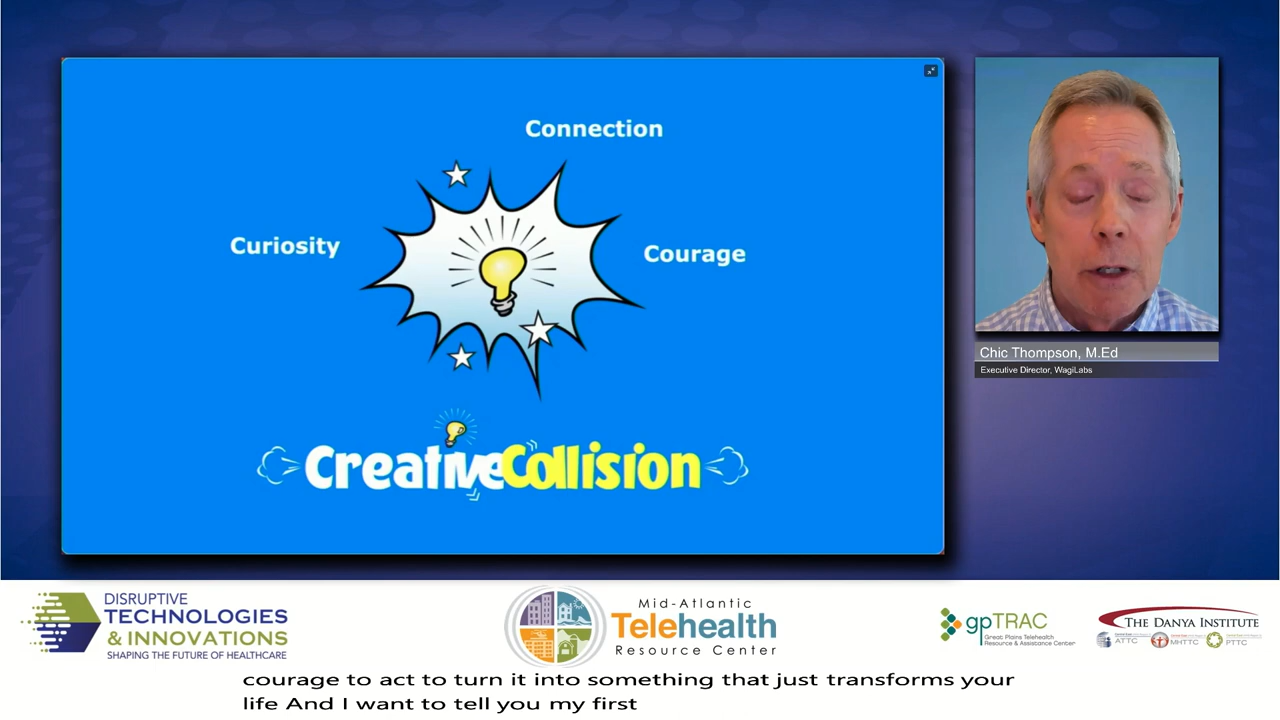 Connection
Curiosity
Courage
CreativeCollision
Chic Thompson, M.Ed
Executive Director, WagiLabs
DISRUPTIVE
TECHNOLOGIES
& INNOVATIONS
SHAPING THE FUTURE OF HEALTHCARE
Mid-Atlantic
Telehealth
Resource Center
gpTRAC
Great Plains Telehealth
Resource & Assistance Center
THE DANYA INSTITUTE
ATTC
MHTTC
PTTC
courage to act to turn it into something that just transforms your
life And I want to tell you my first